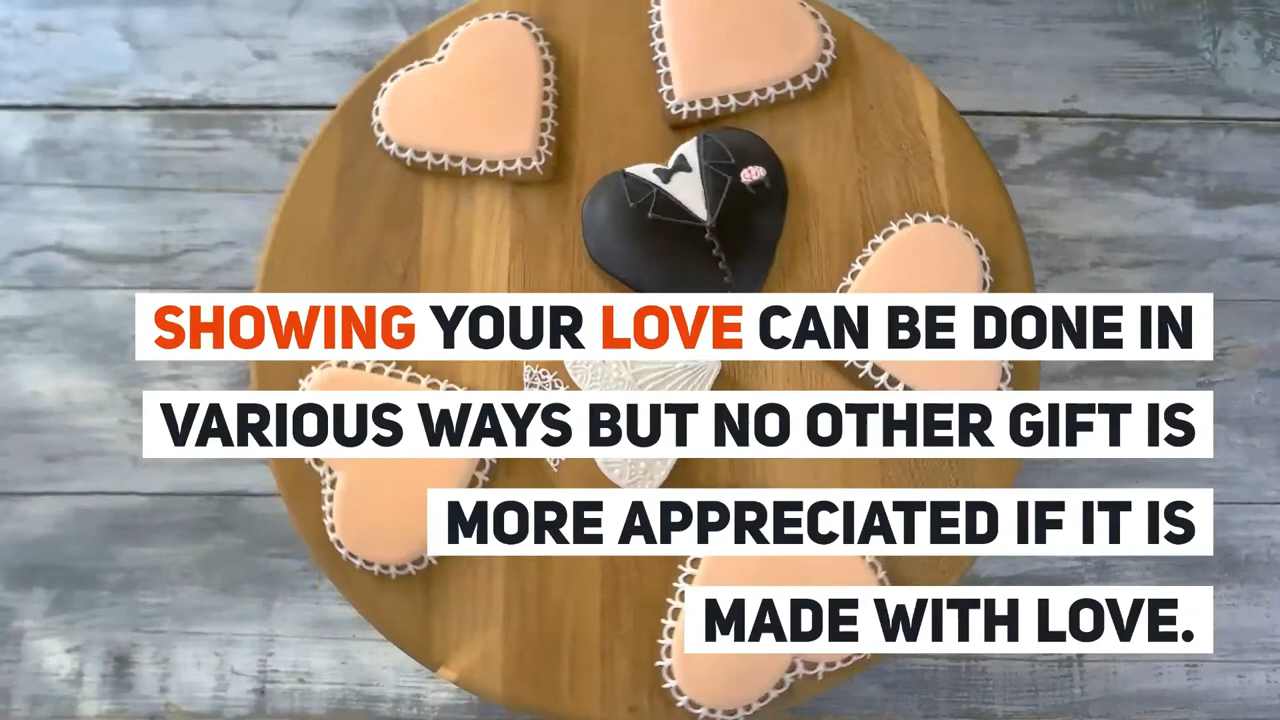 SHOWING YOUR LOVE CAN BE DONE IN
VARIOUS WAYS BUT NO OTHER GIFT IS
MORE APPRECIATED IF IT IS
MADE WITH LOVE.